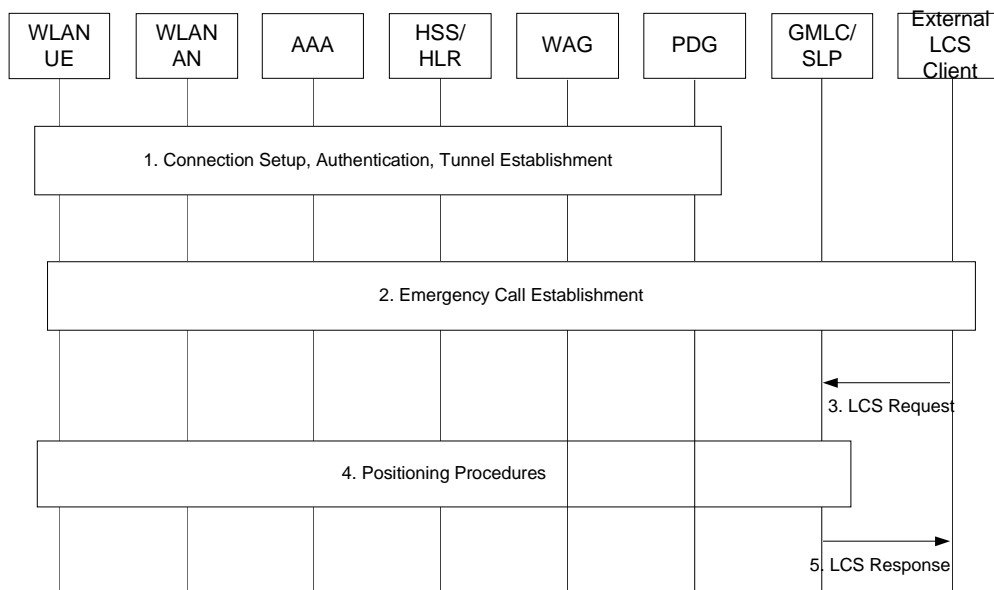 WLAN
UE
WLAN
AN
AAA
HSS/
HLR
WAG
PDG
GMLC/
SLP
External
LCS
Client
1. Connection Setup, Authentication, Tunnel Establishment
2. Emergency Call Establishment
3. LCS Request
4. Positioning Procedures
5. LCS Response